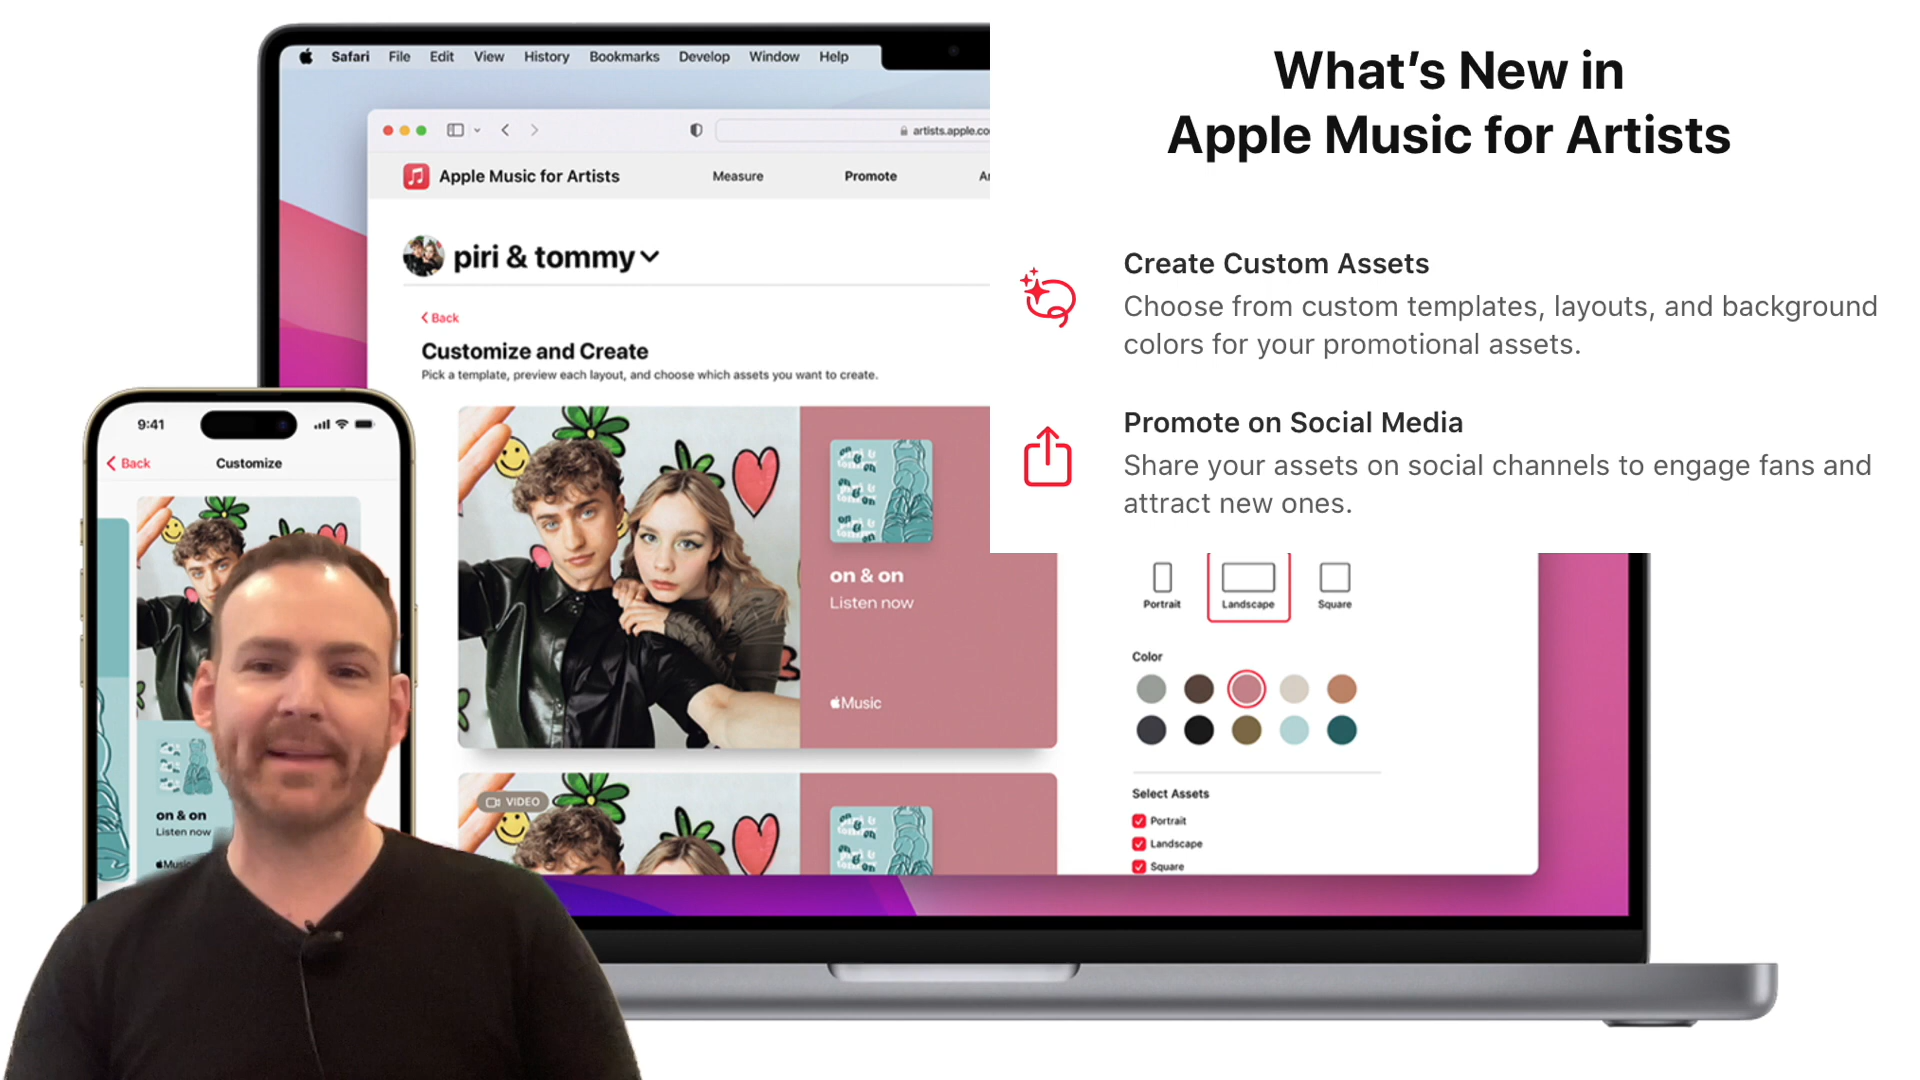 Safari File Edit View History Bookmarks Develop Window Help
What's New in
Apple Music for Artists
artists.apple.co
Apple Music for Artists Measure Promote
piri & tommy
Back
Customize and Create
Pick a template, preview each layout, and choose which assets you want to create.
on & on
Listen now
Music
VIDEO
Create Custom Assets
Choose from custom templates, layouts, and background
colors for your promotional assets.
Promote on Social Media
Share your assets on social channels to engage fans and
attract new ones.
Portrait Landscape Square
Color
Select Assets
Portrait
Landscape
Square
9:41
Back Customize
on & on
Listen now
Music